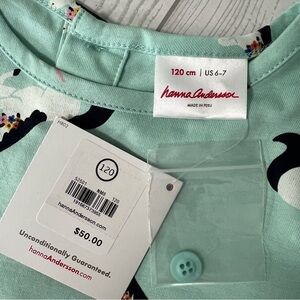 120 cm | US 6-7
hanna Andersson
MADE IN PERU
120
hannaAndersson.com
$50.00
Unconditionally Guaranteed.
hannaAndersson.com